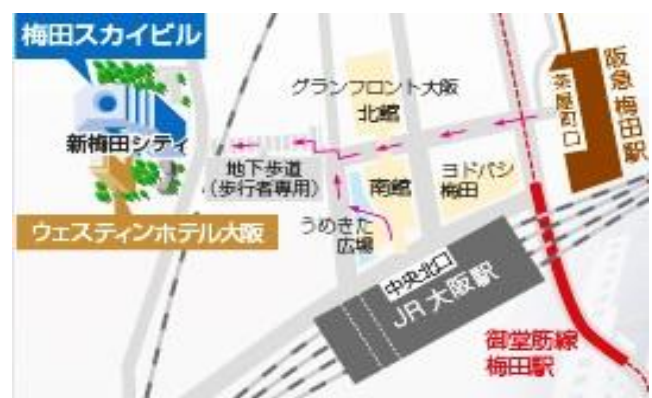 梅田スカイビル
新梅田シティ
ウェスティンホテル大阪
グランフロント大阪
北館
地下歩道
(歩行者専用)
南館
うめきた
広場
ヨドバシ
梅田
茶屋町口
阪急梅田駅
中央北口
JR大阪駅
御堂筋線
梅田駅